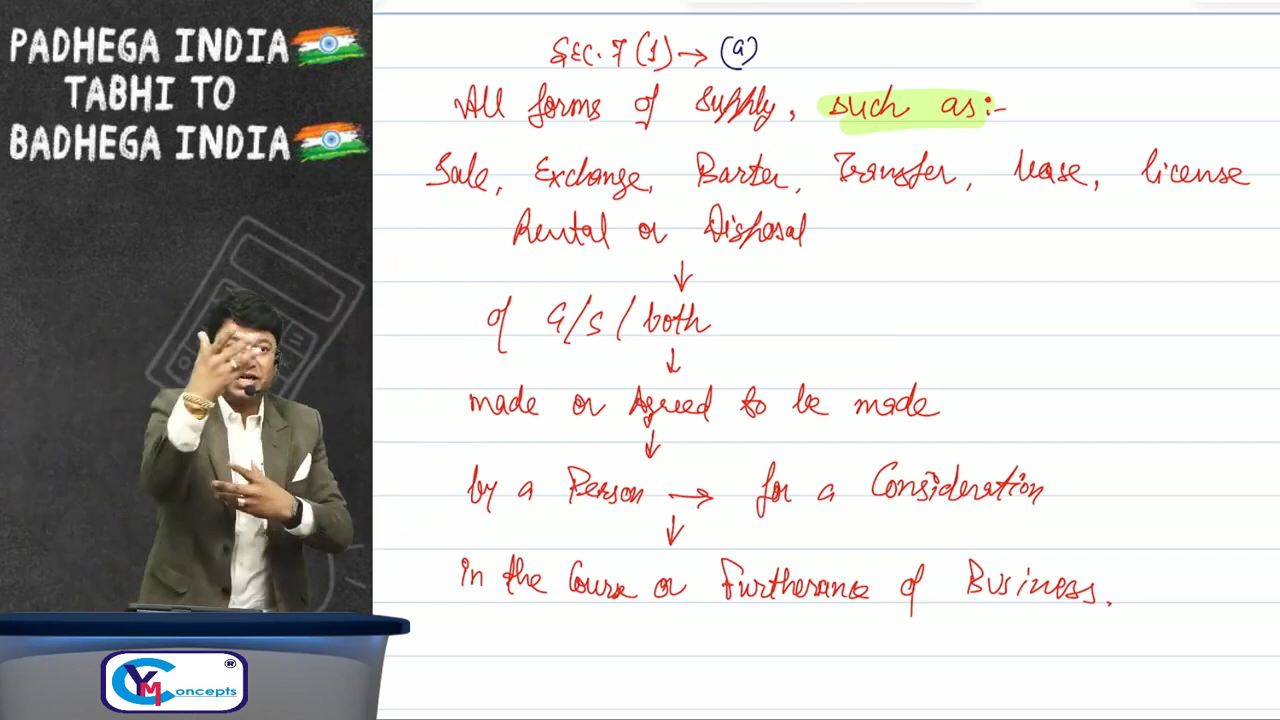 PADHEGA INDIA
TABHI TO
BADHEGA INDIA
SEC. 7 (1) → (a)
All forms of Supply, such as:-
Sale, Exchange, Barter, Transfer, lease, license
Rental or Disposal
↓
of G/S/both
↓
made or Agreed to be made
↓
by a Person → for a Consideration
↓
in the Course or Furtherance of Business.
YMConcepts®